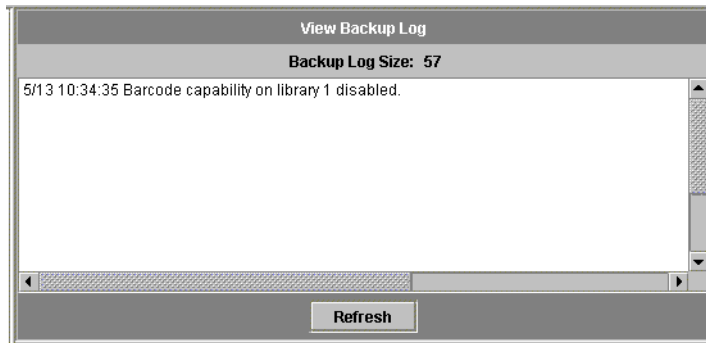 View Backup Log
Backup Log Size: 57
5/13 10:34:35 Barcode capability on library 1 disabled.
Refresh